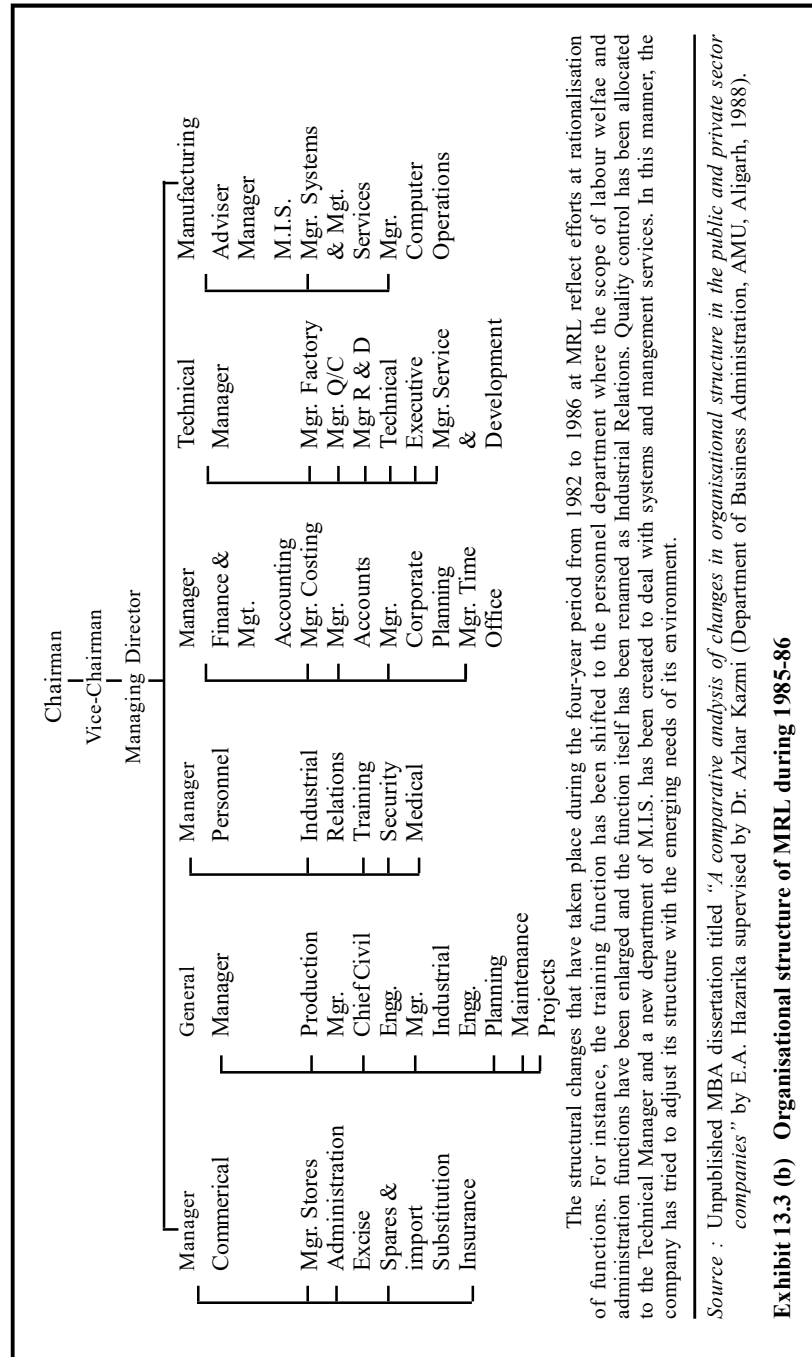 Chairman
Vice-Chairman
Managing Director
Manager
Commerical
Mgr. Stores
Administration
Excise
Spares &
import
Substitution
Insurance
General
Manager
Production
Mgr.
Chief Civil
Engg.
Mgr.
Industrial
Engg.
Planning
Maintenance
Projects
Manager
Personnel
Industrial
Relations
Training
Security
Medical
Manager
Finance &
Mgt.
Accounting
Mgr. Costing
Mgr.
Accounts
Mgr.
Corporate
Planning
Mgr. Time
Office
Technical
Manager
Mgr. Factory
Mgr. Q/C
Mgr R & D
Technical
Executive
Mgr. Service
&
Development
Manufacturing
Adviser
Manager
M.I.S.
Mgr. Systems
& Mgt.
Services
Mgr.
Computer
Operations
The structural changes that have taken place during the four-year period from 1982 to 1986 at MRL reflect efforts at rationalisation
of functions. For instance, the training function has been shifted to the personnel department where the scope of labour welfae and
administration functions have been enlarged and the function itself has been renamed as Industrial Relations. Quality control has been allocated
to the Technical Manager and a new department of M.I.S. has been created to deal with systems and mangement services. In this manner, the
company has tried to adjust its structure with the emerging needs of its environment.
Source : Unpublished MBA dissertation titled "A comparative analysis of changes in organisational structure in the public and private sector
companies" by E.A. Hazarika supervised by Dr. Azhar Kazmi (Department of Business Administration, AMU, Aligarh, 1988).
Exhibit 13.3 (b) Organisational structure of MRL during 1985-86